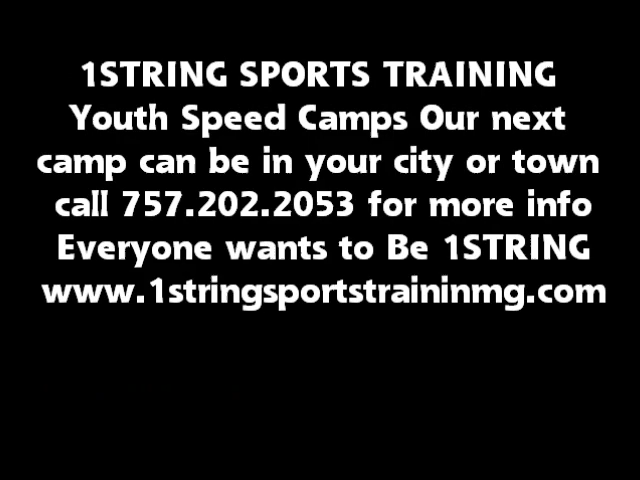 1STRING SPORTS TRAINING
Youth Speed Camps Our next
camp can be in your city or town
call 757.202.2053 for more info
Everyone wants to Be 1STRING
www.1stringsportstraininmg.com